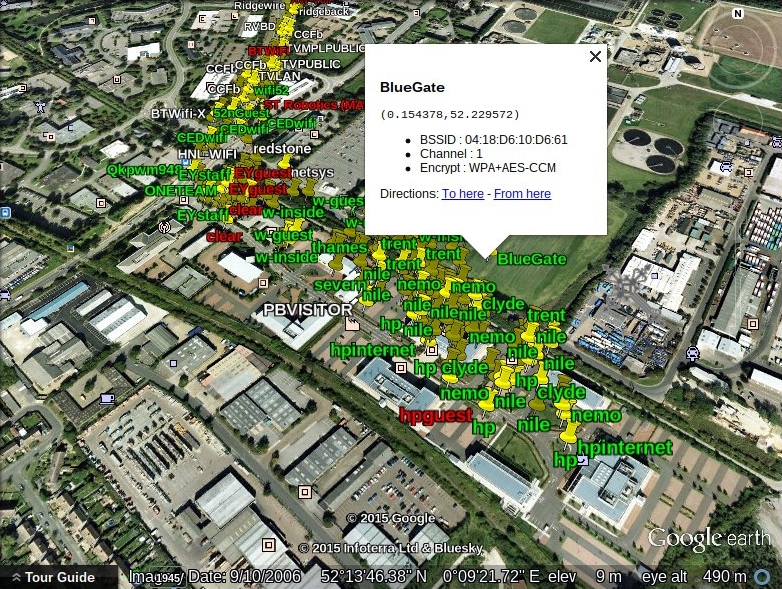 Ridgewire
ridgeback
RVBD
CCFb
BTWIFI
VMPLPUBLIC
CCFb
CCFb
TVPUBLIC
TVLAN
CCFb
wifi52
RT-Robotics.(MA
BTWifi-X
52nGuest
CEDwifi
CEDwifi
CEDwifi
HNL-WIFI
redstone
Qkpwm948
EYstaff
EYguest
netsys
ONETEAM
EYguest
w-guest
EYstaff
clear
w-inside
w-
clear
w-guest
w-insi
thames
trent
trent
w-inside
trent
nile
severn
nile
nemo
nemo
nile
clyde
PBVISITOR
nile
nile
trent
hp
nile
nemo
nile
hpinternet
nile
nile
hp
clyde
hp
nemo
nile
clyde
hpguest
hp
nile
nemo
hpinternet
hp
BlueGate
BlueGate
(0.154378,52.229572)
• BSSID : 04:18:D6:10:D6:61
• Channel : 1
• Encrypt : WPA+AES-CCM
Directions: To here - From here
N
© 2015 Google
© 2015 Infoterra Ltd & Bluesky
Google earth
Tour Guide
1945
Imagery Date: 9/10/2006 52°13'46.38" N 0°09'21.72" E elev 9 m eye alt 490 m